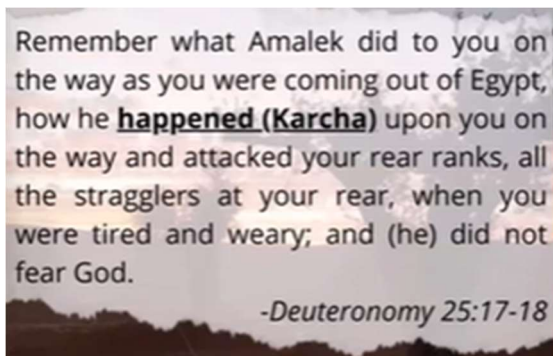 Remember what Amalek did to you on
the way as you were coming out of Egypt,
how he happened (Karcha) upon you on
the way and attacked your rear ranks, all
the stragglers at your rear, when you
were tired and weary; and (he) did not
fear God.
-Deuteronomy 25:17-18